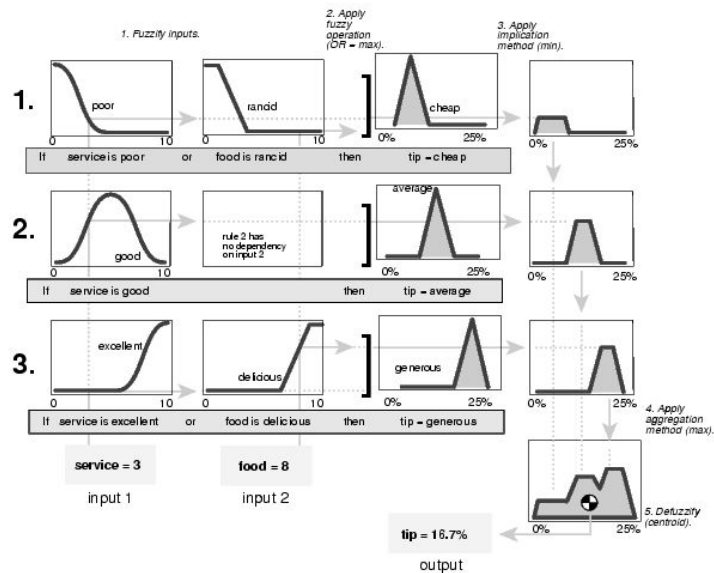 1. Fuzzify inputs.
2. Apply
fuzzy
operation
(OR = max).
3. Apply
implication
method (min).
1.
poor
0
10
rancid
0
10
cheap
0%
25%
0%
25%
If service is poor or food is rancid then tip = cheap
2.
good
0
10
rule 2 has
no dependency
on input 2
average
0%
25%
0%
25%
If service is good then tip = average
3.
excellent
0
10
delicious
0
10
generous
0%
25%
0%
25%
If service is excellent or food is delicious then tip = generous
4. Apply
aggregation
method (max).
service = 3
input 1
food = 8
input 2
0%
25%
5. Defuzzify
(centroid).
tip = 16.7%
output